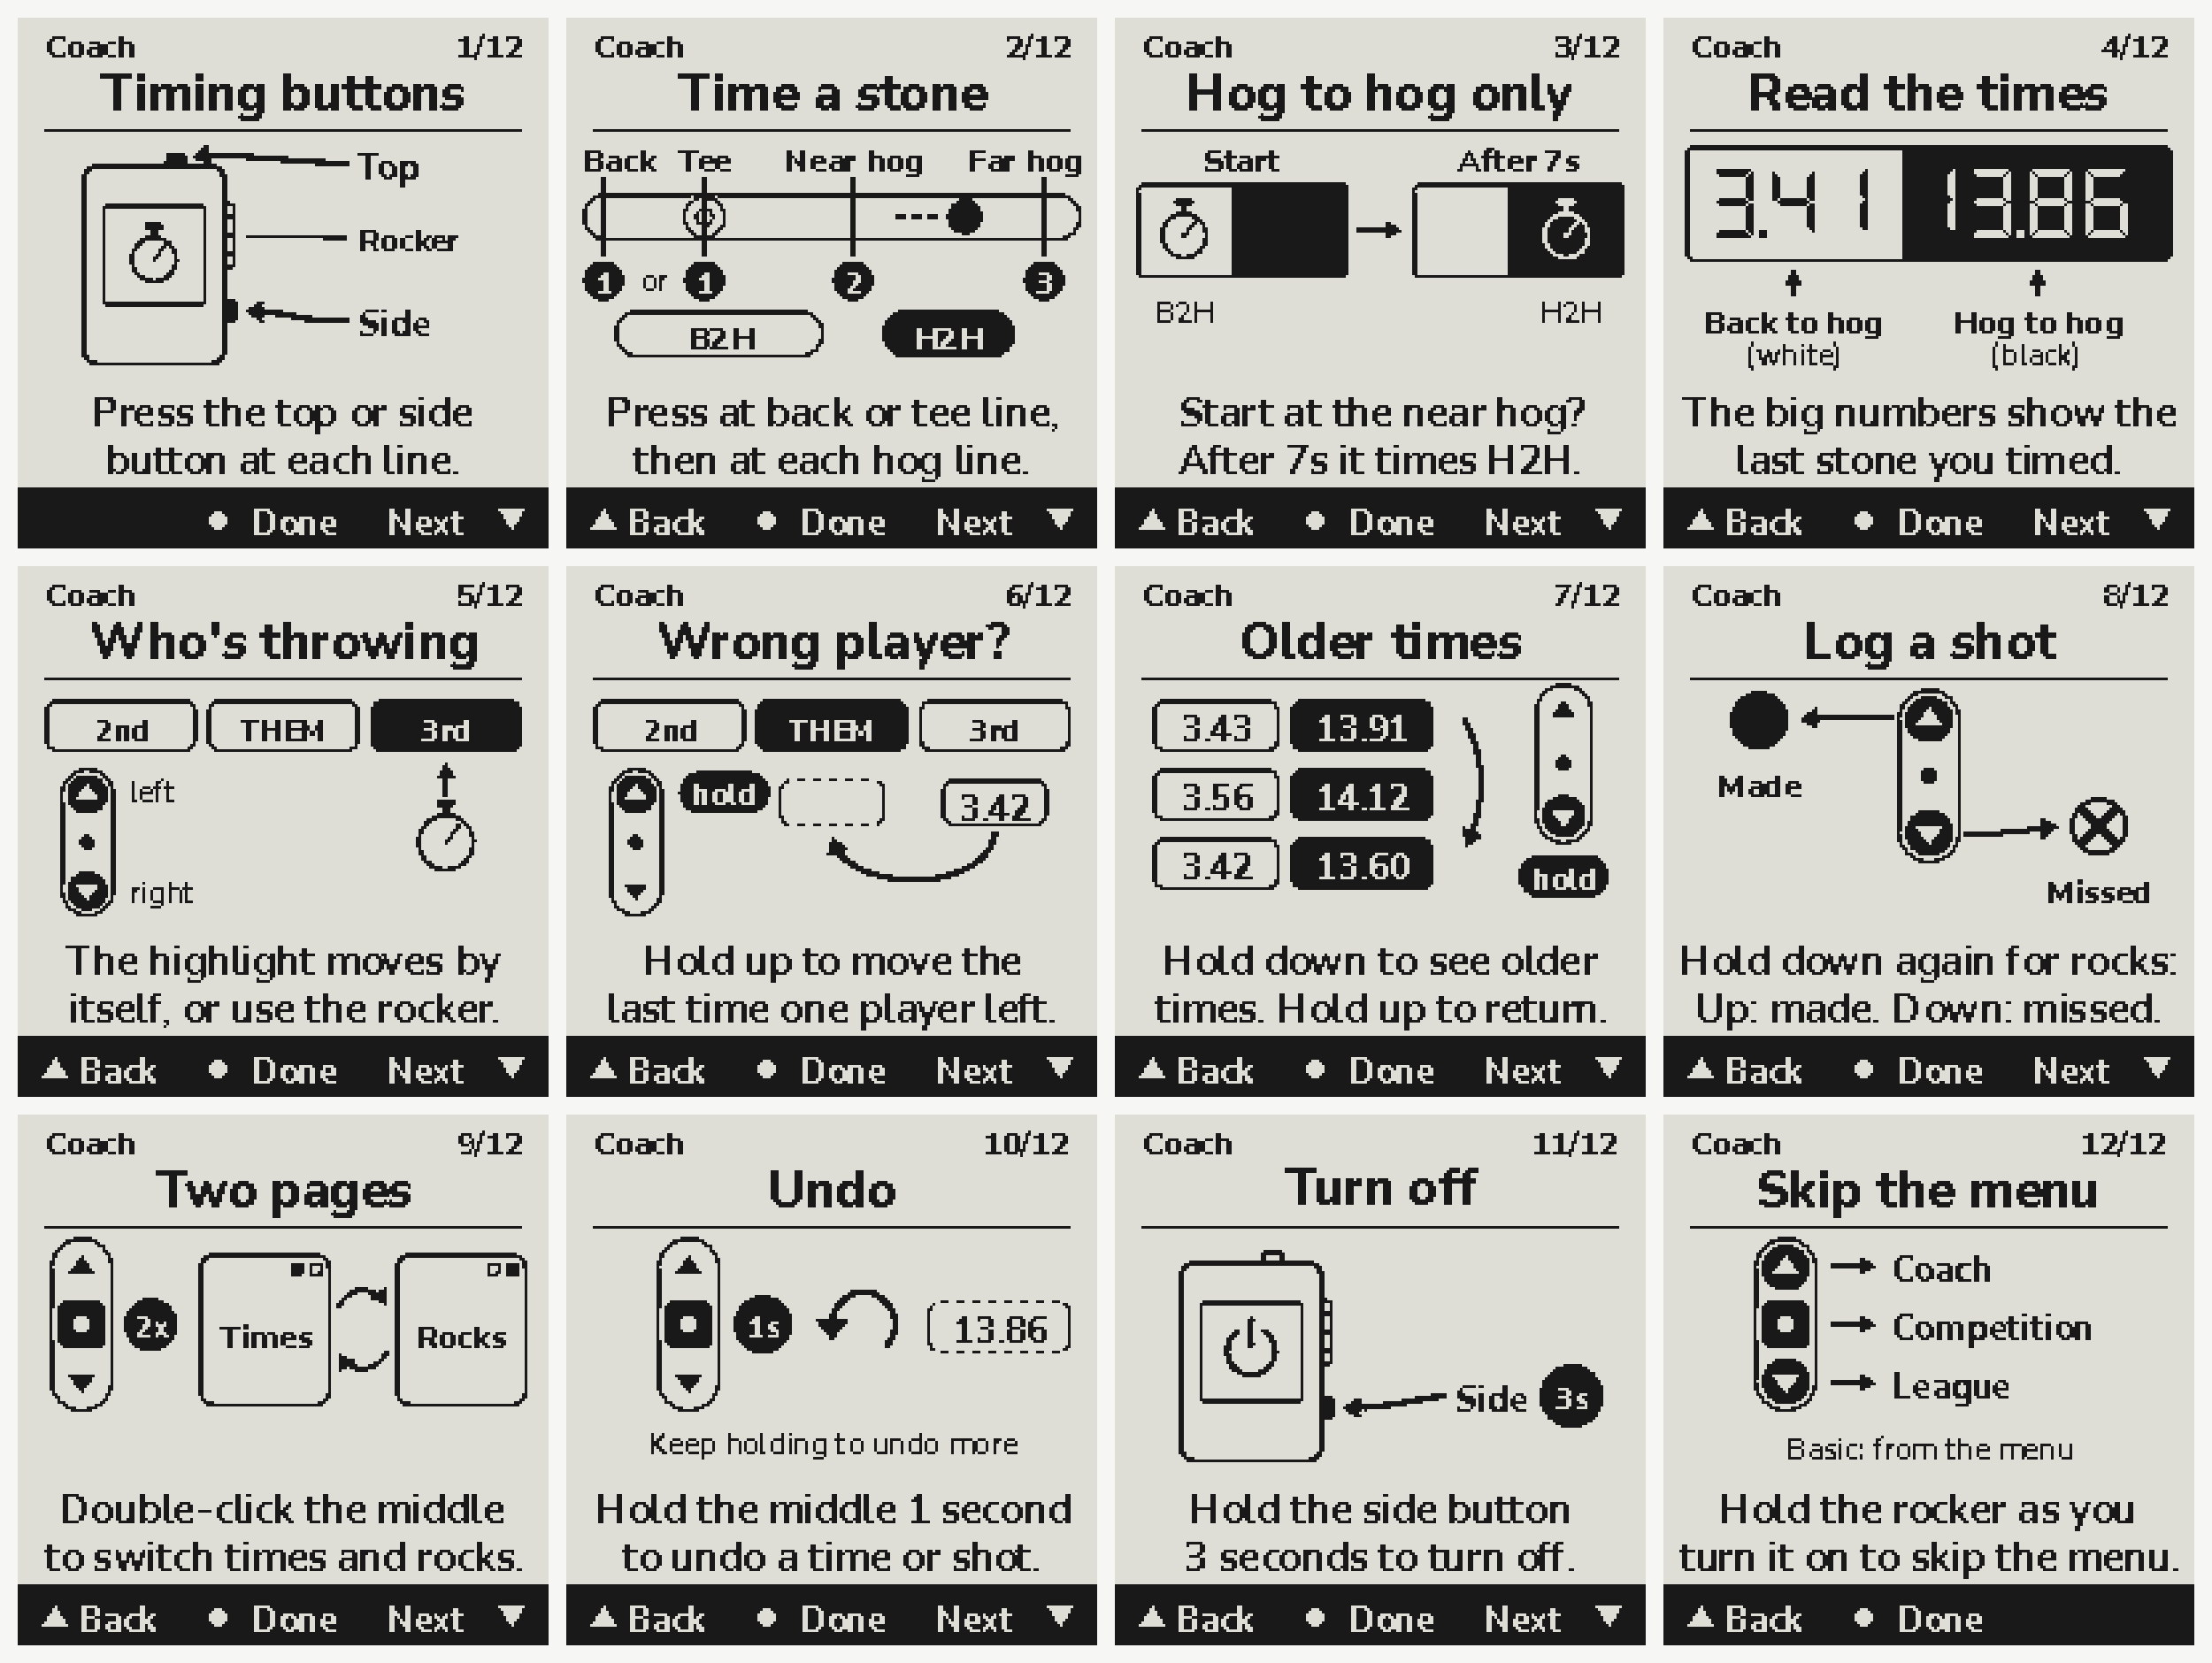 Coach 1/12
Timing buttons
Top
Rocker
Side
Press the top or side
button at each line.
Done Next
Coach 2/12
Time a stone
Back Tee Near hog Far hog
1 or 1 2 3
B2H H2H
Press at back or tee line,
then at each hog line.
Back Done Next
Coach 3/12
Hog to hog only
Start After 7s
B2H H2H
Start at the near hog?
After 7s it times H2H.
Back Done Next
Coach 4/12
Read the times
3.41 13.86
Back to hog Hog to hog
(white) (black)
The big numbers show the
last stone you timed.
Back Done Next
Coach 5/12
Who's throwing
2nd THEM 3rd
left
right
The highlight moves by
itself, or use the rocker.
Back Done Next
Coach 6/12
Wrong player?
2nd THEM 3rd
hold 3.42
Hold up to move the
last time one player left.
Back Done Next
Coach 7/12
Older times
3.43 13.91
3.56 14.12
3.42 13.60
hold
Hold down to see older
times. Hold up to return.
Back Done Next
Coach 8/12
Log a shot
Made
Missed
Hold down again for rocks:
Up: made. Down: missed.
Back Done Next
Coach 9/12
Two pages
2x Times Rocks
Double-click the middle
to switch times and rocks.
Back Done Next
Coach 10/12
Undo
1s 13.86
Keep holding to undo more
Hold the middle 1 second
to undo a time or shot.
Back Done Next
Coach 11/12
Turn off
Side 3s
Hold the side button
3 seconds to turn off.
Back Done Next
Coach 12/12
Skip the menu
Coach
Competition
League
Basic: from the menu
Hold the rocker as you
turn it on to skip the menu.
Back Done